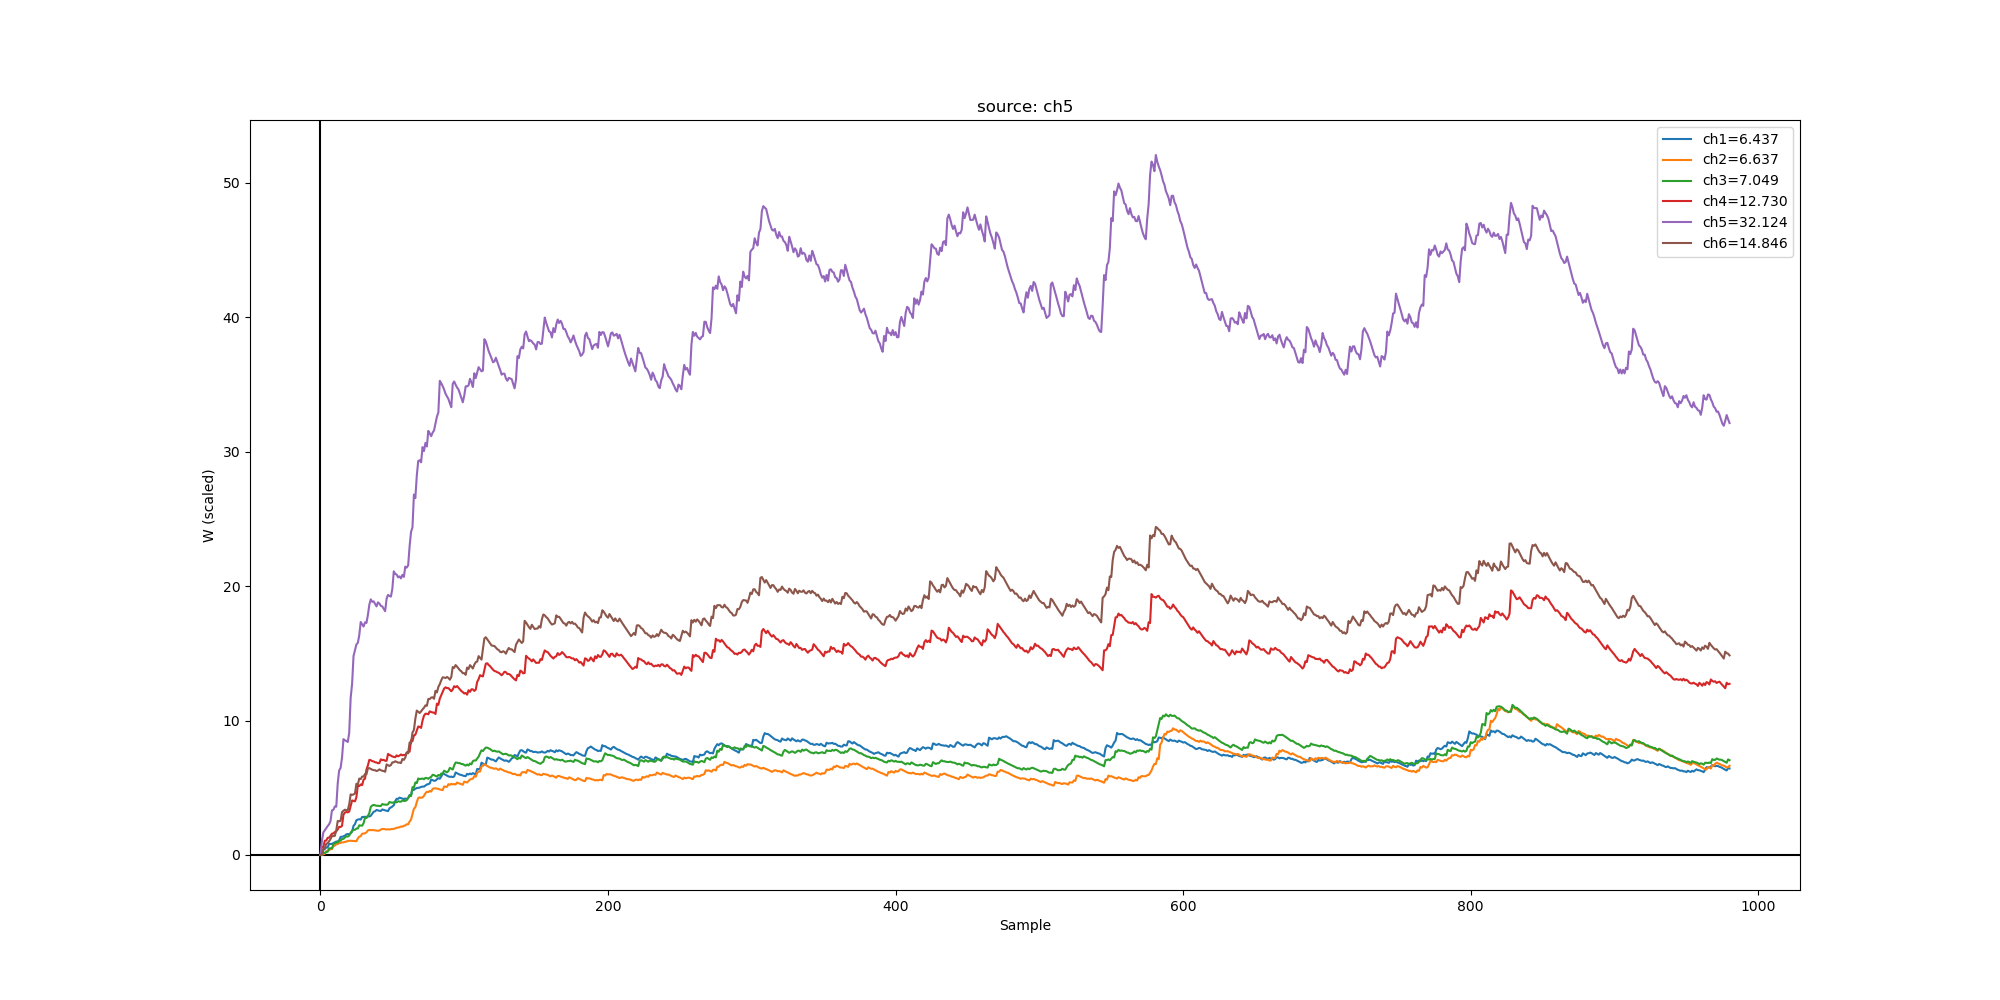 source: ch5
ch1=6.437
ch2=6.637
ch3=7.049
ch4=12.730
ch5=32.124
ch6=14.846
W (scaled)
50
40
30
20
10
0
0 200 400 600 800 1000
Sample